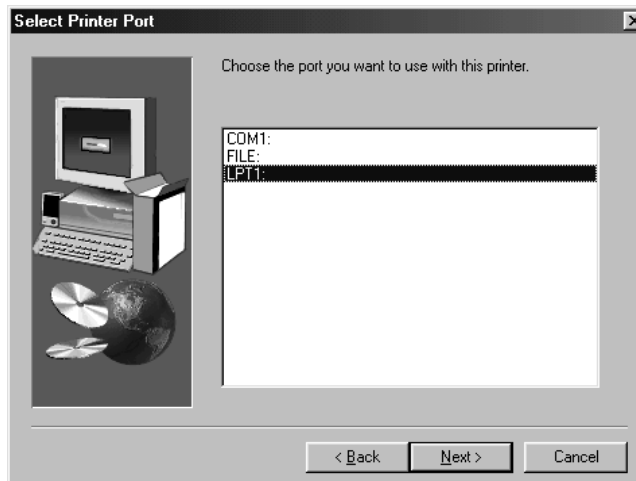 Select Printer Port
Choose the port you want to use with this printer.
COM1:
FILE:
LPT1:
< Back Next > Cancel